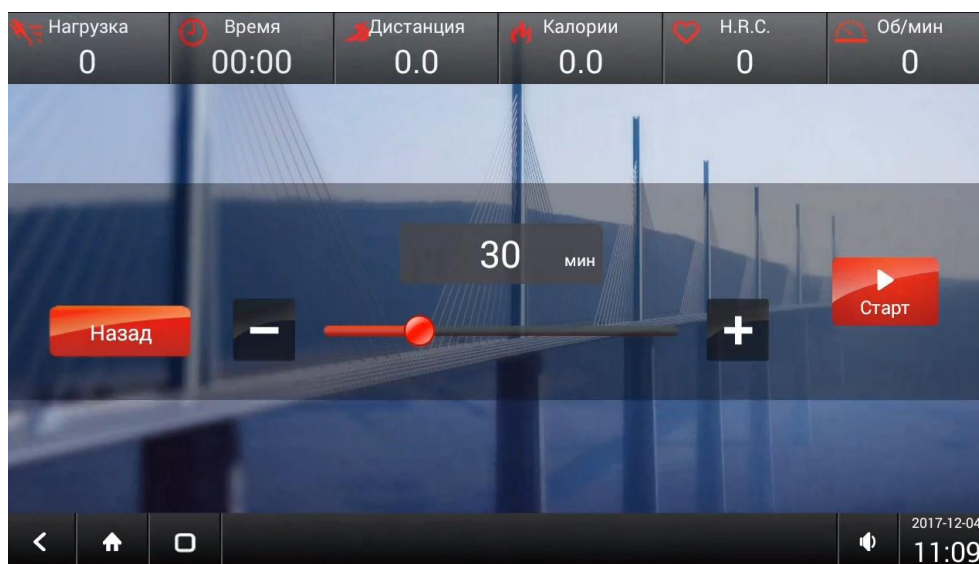 Нагрузка Время Дистанция Калории H.R.C. Об/мин
0 00:00 0.0 0.0 0 0
30 мин
Старт
Назад
2017-12-04
11:09